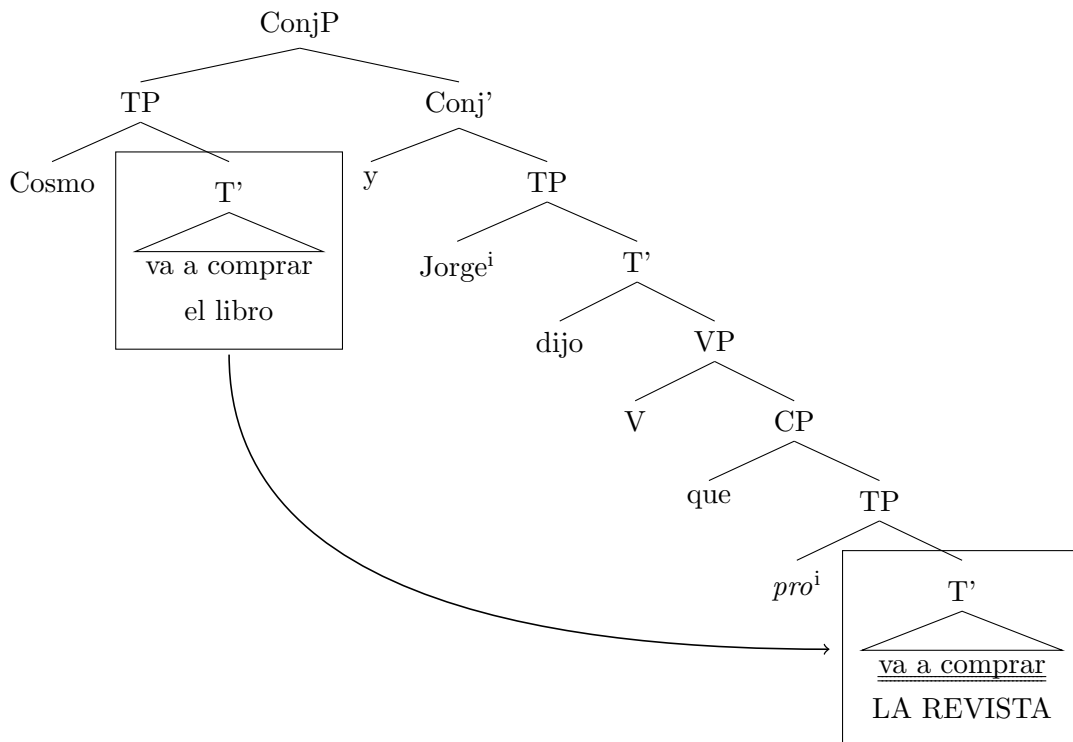 ConjP
TP Conj’
Cosmo T’ y TP
va a comprar
el libro
Jorgeⁱ T’
dijo VP
V CP
que TP
proⁱ T’
va a comprar
LA REVISTA